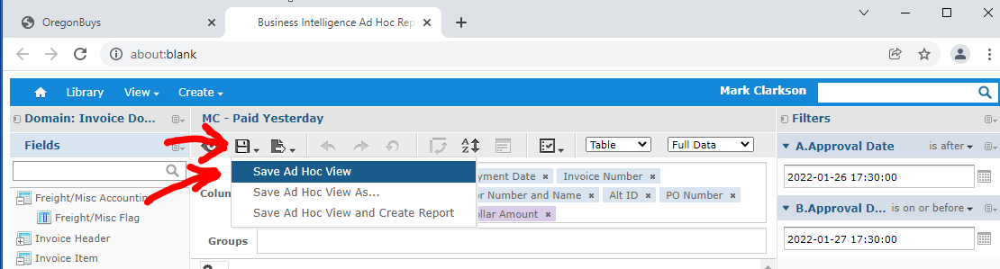 OregonBuys
Business Intelligence Ad Hoc Rep
about:blank
Library View Create
Mark Clarkson
Domain: Invoice Do...
MC - Paid Yesterday
Filters
Fields
Table
Full Data
A.Approval Date is after
Save Ad Hoc View
yment Date × Invoice Number ×
2022-01-26 17:30:00
Freight/Misc Accounting
Colum
Save Ad Hoc View As...
or Number and Name × Alt ID × PO Number ×
B.Approval D... is on or before
Freight/Misc Flag
Save Ad Hoc View and Create Report
ollar Amount ×
Invoice Header
Groups
2022-01-27 17:30:00
Invoice Item